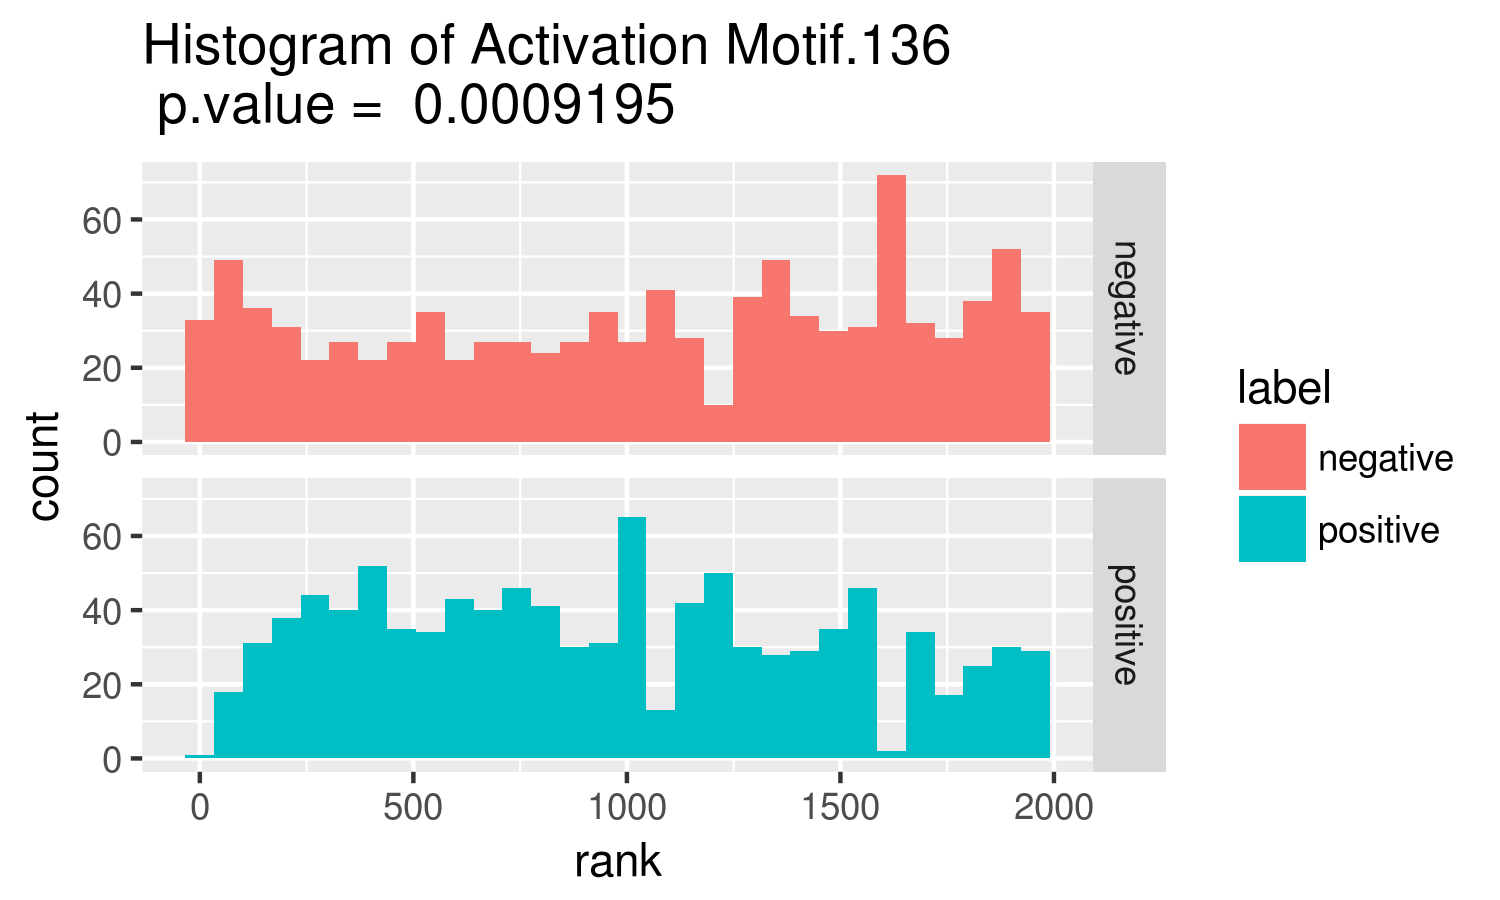 Histogram of Activation Motif.136
p.value = 0.0009195
60
40
20
0
negative
60
40
20
0
positive
count
0 500 1000 1500 2000
rank
label
negative
positive